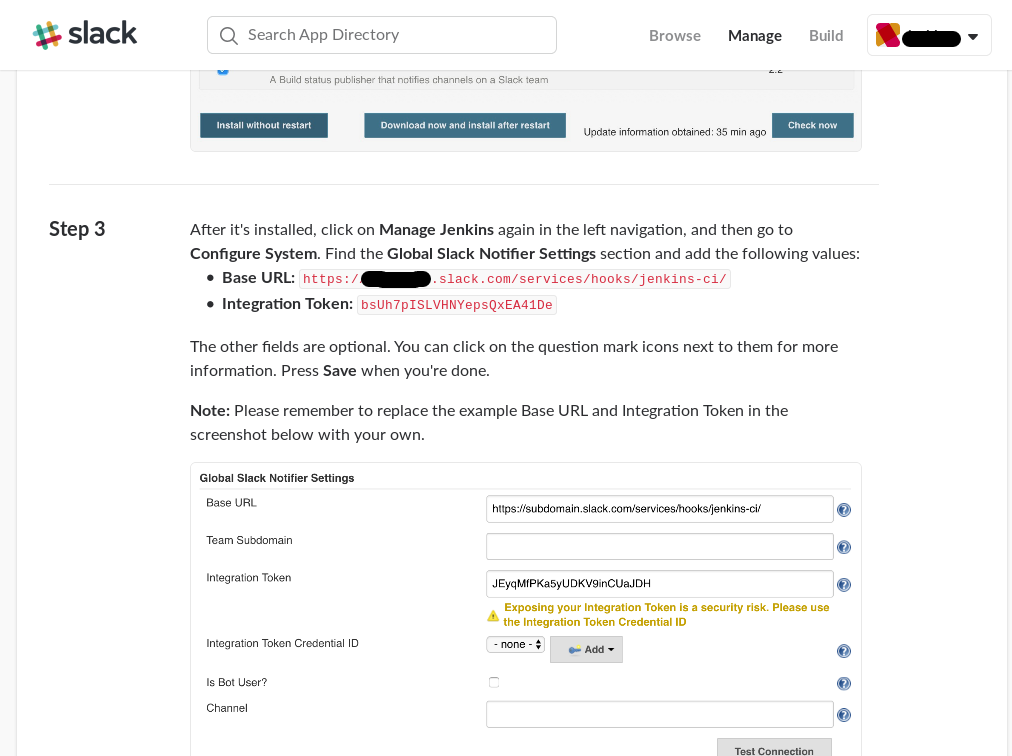 slack
Search App Directory
Browse
Manage
Build
A Build status publisher that notifies channels on a Slack team
Install without restart
Download now and install after restart
Update information obtained: 35 min ago
Check now
Step 3
After it's installed, click on Manage Jenkins again in the left navigation, and then go to
Configure System. Find the Global Slack Notifier Settings section and add the following values:
• Base URL: https:/ .slack.com/services/hooks/jenkins-ci/
• Integration Token: bsUh7pISLVHNYepsQxEA41De
The other fields are optional. You can click on the question mark icons next to them for more
information. Press Save when you're done.
Note: Please remember to replace the example Base URL and Integration Token in the
screenshot below with your own.
Global Slack Notifier Settings
Base URL
https://subdomain.slack.com/services/hooks/jenkins-ci/
Team Subdomain
Integration Token
JEyqMfPKa5yUDKV9inCUaJDH
Exposing your Integration Token is a security risk. Please use
the Integration Token Credential ID
Integration Token Credential ID
- none -
Add
Is Bot User?
Channel
Test Connection